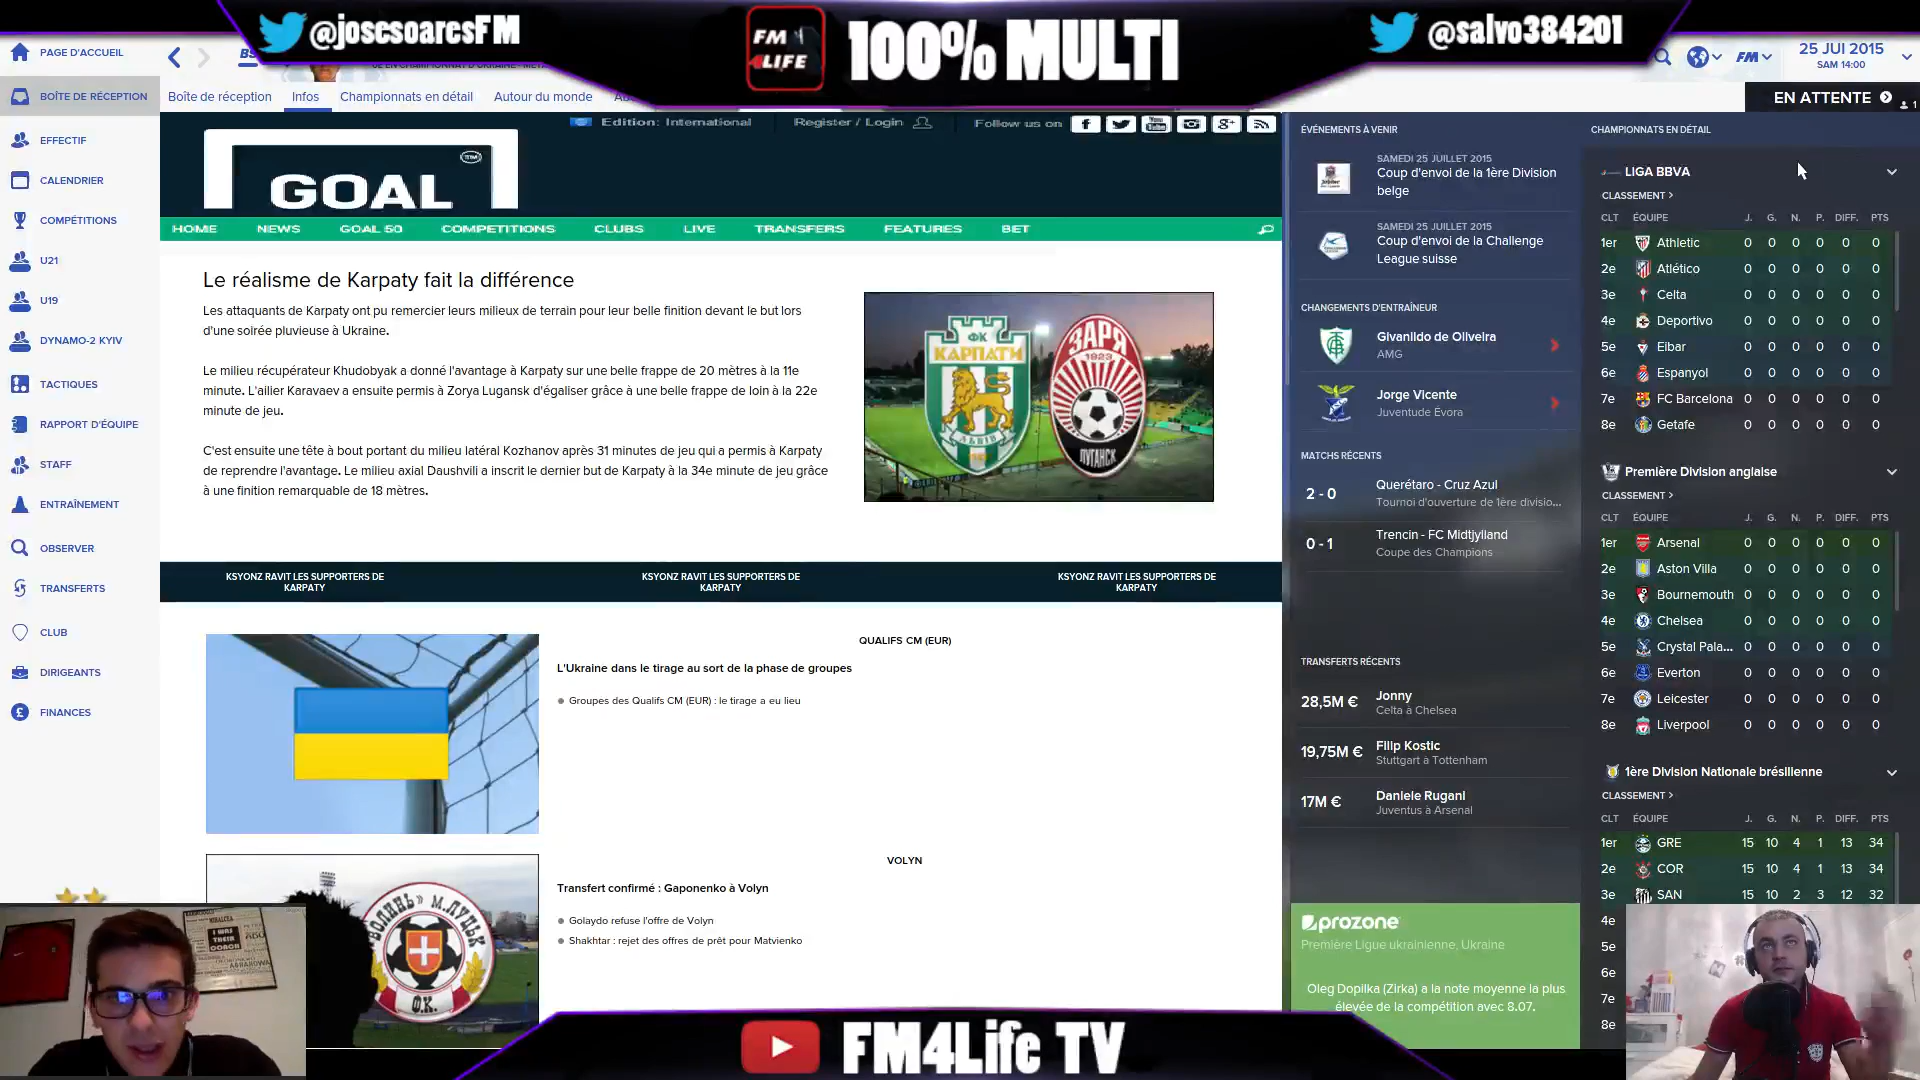 @josesoaresFM
FM
4LIFE
100% MULTI
@salvo384201
PAGE D'ACCUEIL
FM
25 JUI 2015
SAM 14:00
BOÎTE DE RÉCEPTION
Boîte de réception
Infos
Championnats en détail
Autour du monde
EN ATTENTE
1
EFFECTIF
CALENDRIER
COMPÉTITIONS
U21
U19
DYNAMO-2 KYIV
TACTIQUES
RAPPORT D'ÉQUIPE
STAFF
ENTRAÎNEMENT
OBSERVER
TRANSFERTS
CLUB
DIRIGEANTS
FINANCES
Edition: International
Register / Login
Follow us on
GOAL
HOME NEWS GOAL 50 COMPETITIONS CLUBS LIVE TRANSFERS FEATURES BET
Le réalisme de Karpaty fait la différence
Les attaquants de Karpaty ont pu remercier leurs milieux de terrain pour leur belle finition devant le but lors
d'une soirée pluvieuse à Ukraine.
Le milieu récupérateur Khudobyak a donné l'avantage à Karpaty sur une belle frappe de 20 mètres à la 11e
minute. L'ailier Karavaev a ensuite permis à Zorya Lugansk d'égaliser grâce à une belle frappe de loin à la 22e
minute de jeu.
C'est ensuite une tête à bout portant du milieu latéral Kozhanov après 31 minutes de jeu qui a permis à Karpaty
de reprendre l'avantage. Le milieu axial Daushvili a inscrit le dernier but de Karpaty à la 34e minute de jeu grâce
à une finition remarquable de 18 mètres.
ФК
КАРПАТИ
ЛЬВІВ
ЗАРЯ
1923
ЛУГАНСК
KSYONZ RAVIT LES SUPPORTERS DE
KARPATY
KSYONZ RAVIT LES SUPPORTERS DE
KARPATY
KSYONZ RAVIT LES SUPPORTERS DE
KARPATY
QUALIFS CM (EUR)
L'Ukraine dans le tirage au sort de la phase de groupes
Groupes des Qualifs CM (EUR) : le tirage a eu lieu
VOLYN
Transfert confirmé : Gaponenko à Volyn
Golaydo refuse l'offre de Volyn
Shakhtar : rejet des offres de prêt pour Matvienko
ВОЛИНЬ М.ЛУЦЬК
Ф.К.
ÉVÉNEMENTS À VENIR
SAMEDI 25 JUILLET 2015
Coup d'envoi de la 1ère Division
belge
SAMEDI 25 JUILLET 2015
Coup d'envoi de la Challenge
League suisse
CHANGEMENTS D'ENTRAÎNEUR
Givanildo de Oliveira
AMG
Jorge Vicente
Juventude Évora
MATCHS RÉCENTS
2 - 0 Querétaro - Cruz Azul
Tournoi d'ouverture de 1ère divisio...
0 - 1 Trencin - FC Midtjylland
Coupe des Champions
TRANSFERTS RÉCENTS
28,5M € Jonny
Celta à Chelsea
19,75M € Filip Kostic
Stuttgart à Tottenham
17M € Daniele Rugani
Juventus à Arsenal
prozone
Première Ligue ukrainienne, Ukraine
Oleg Dopilka (Zirka) a la note moyenne la plus
élevée de la compétition avec 8.07.
CHAMPIONNATS EN DÉTAIL
LIGA BBVA
CLASSEMENT >
CLT ÉQUIPE J. G. N. P. DIFF. PTS
1er Athletic 0 0 0 0 0 0
2e Atlético 0 0 0 0 0 0
3e Celta 0 0 0 0 0 0
4e Deportivo 0 0 0 0 0 0
5e Eibar 0 0 0 0 0 0
6e Espanyol 0 0 0 0 0 0
7e FC Barcelona 0 0 0 0 0 0
8e Getafe 0 0 0 0 0 0
Première Division anglaise
CLASSEMENT >
CLT ÉQUIPE J. G. N. P. DIFF. PTS
1er Arsenal 0 0 0 0 0 0
2e Aston Villa 0 0 0 0 0 0
3e Bournemouth 0 0 0 0 0 0
4e Chelsea 0 0 0 0 0 0
5e Crystal Pala... 0 0 0 0 0 0
6e Everton 0 0 0 0 0 0
7e Leicester 0 0 0 0 0 0
8e Liverpool 0 0 0 0 0 0
1ère Division Nationale brésilienne
CLASSEMENT >
CLT ÉQUIPE J. G. N. P. DIFF. PTS
1er GRE 15 10 4 1 13 34
2e COR 15 10 4 1 13 34
3e SAN 15 10 2 3 12 32
4e
5e
6e
7e
8e
I WAS
THEIR
COACH
FM4Life TV